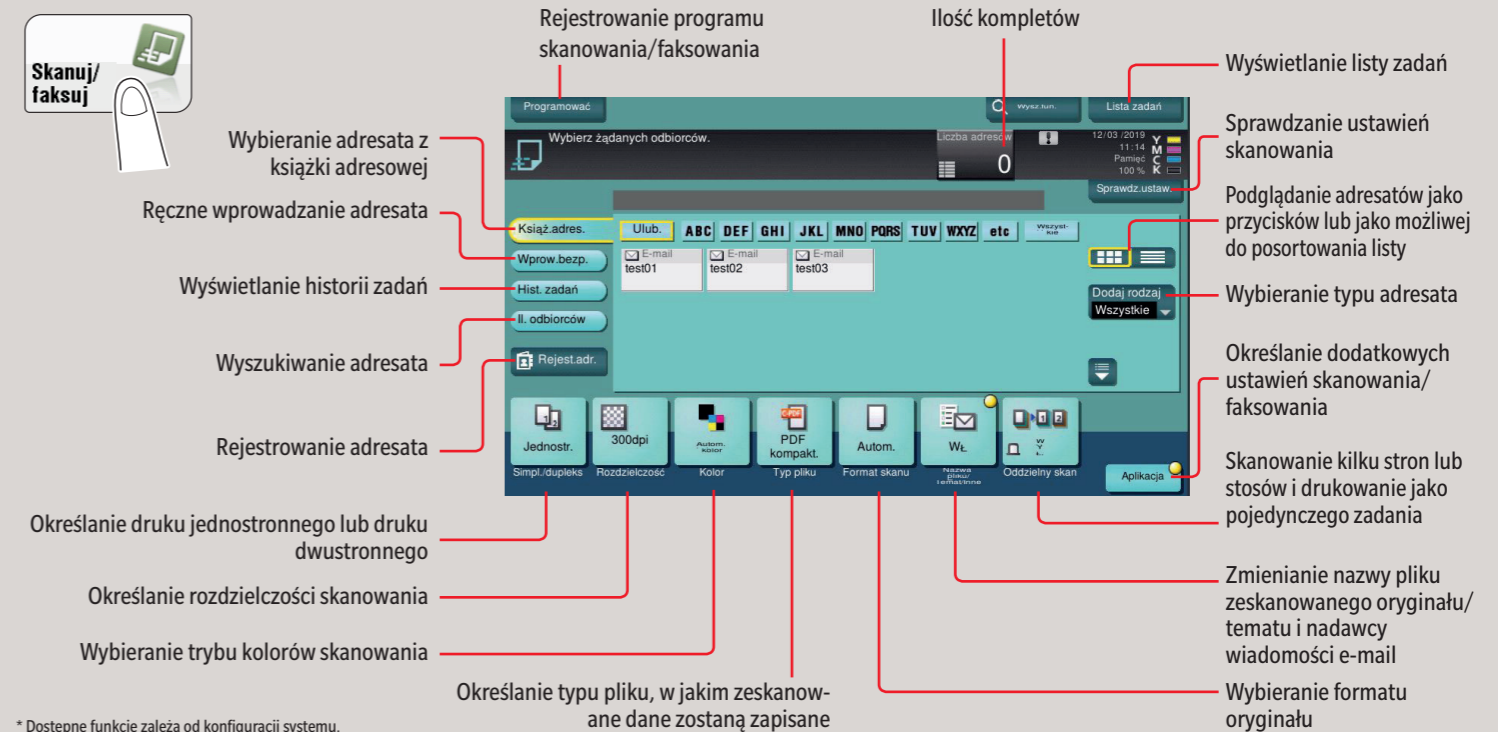 Skanuj/
faksuj
Rejestrowanie programu
skanowania/faksowania
Ilość kompletów
Wybieranie adresata z
książki adresowej
Ręczne wprowadzanie adresata
Wyświetlanie historii zadań
Wyszukiwanie adresata
Rejestrowanie adresata
Określanie druku jednostronnego lub druku
dwustronnego
Określanie rozdzielczości skanowania
Wybieranie trybu kolorów skanowania
Programować
Wysz.fun.
Lista zadań
Wybierz żądanych odbiorców.
Liczba adresów
0
12/03 /2019
11:14
Pamięć
100 %
Y
M
C
K
Sprawdz.ustaw.
Książ.adres.
Ulub. ABC DEF GHI JKL MNO PQRS TUV WXYZ etc Wszyst-
kie
Wprow.bezp.
E-mail
test01
E-mail
test02
E-mail
test03
Hist. zadań
Il. odbiorców
Rejest.adr.
Dodaj rodzaj
Wszystkie
Jednostr.
Simpl./dupleks
300dpi
Rozdzielczość
Autom.
kolor
Kolor
C-PDF
PDF
kompakt.
Typ pliku
Autom.
Format skanu
WŁ
Nazwa
pliku/
Temat/Inne
WYŁ.
Oddzielny skan
Aplikacja
Wyświetlanie listy zadań
Sprawdzanie ustawień
skanowania
Podglądanie adresatów jako
przycisków lub jako możliwej
do posortowania listy
Wybieranie typu adresata
Określanie dodatkowych
ustawień skanowania/
faksowania
Skanowanie kilku stron lub
stosów i drukowanie jako
pojedynczego zadania
Zmienianie nazwy pliku
zeskanowanego oryginału/
tematu i nadawcy
wiadomości e-mail
Wybieranie formatu
oryginału
Określanie typu pliku, w jakim zeskanow-
ane dane zostaną zapisane
* Dostępne funkcje zależą od konfiguracji systemu.